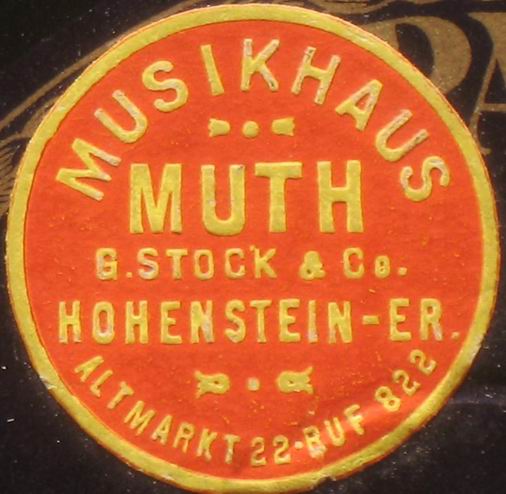 MUSIKHAUS
MUTH
G. STOCK & Co.
HOHENSTEIN-ER.
ALTMARKT 22·RUF 822